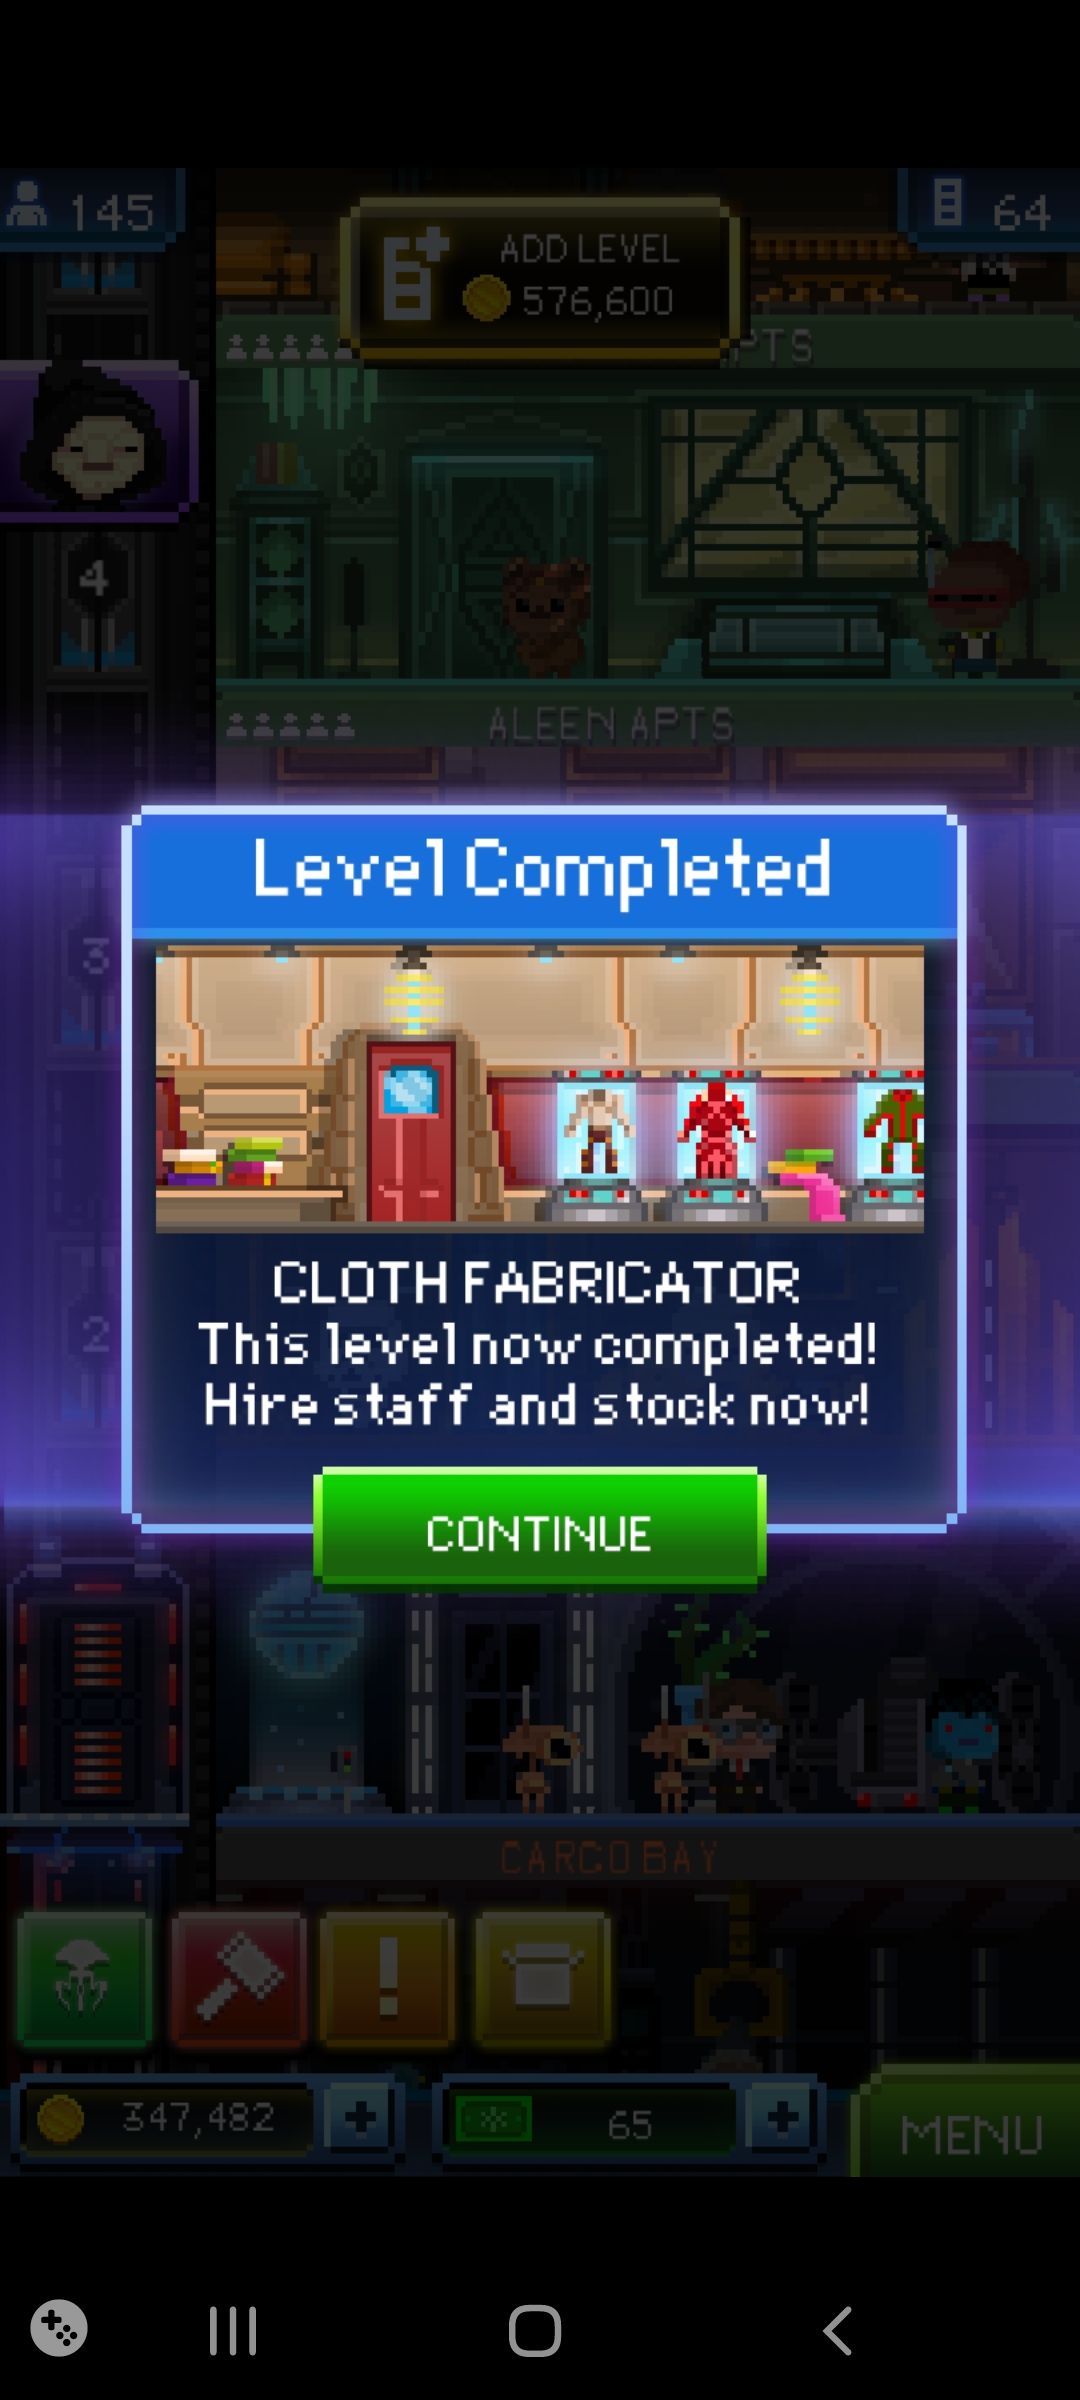 145
64
ADD LEVEL
576,600
PTS
4
ALEEN APTS
Level Completed
3
CLOTH FABRICATOR
This level now completed!
2
Hire staff and stock now!
CONTINUE
CARGO BAY
347,482
65
MENU